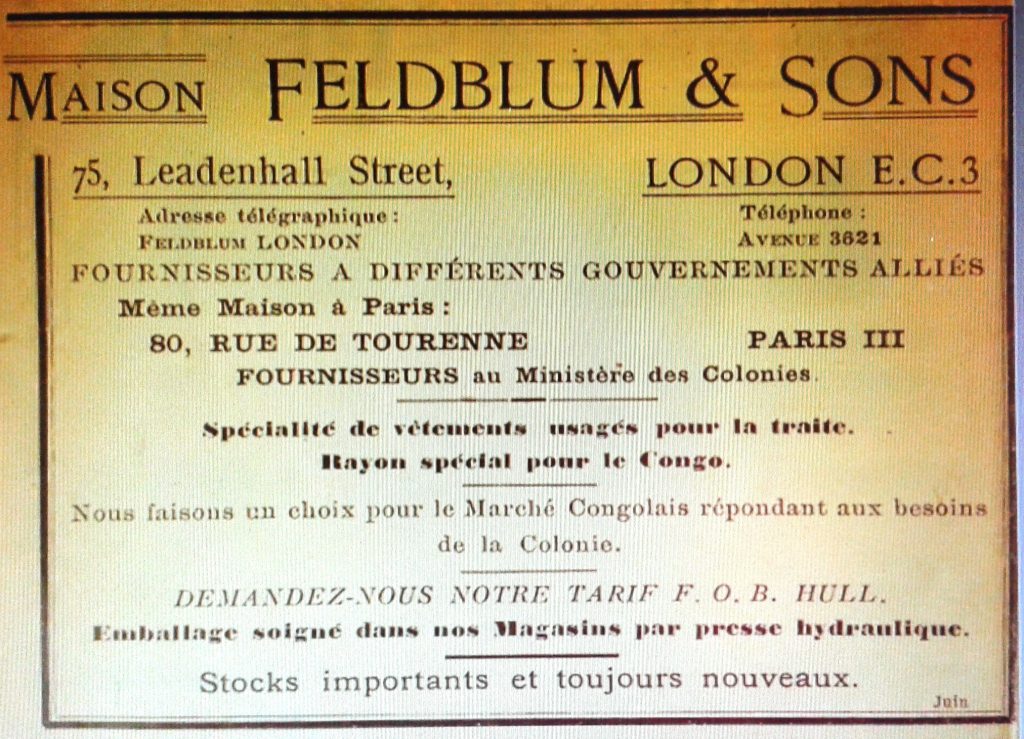 MAISON FELDBLUM & SONS
75, Leadenhall Street, LONDON E.C.3
Adresse télégraphique : Téléphone :
FELDBLUM LONDON AVENUE 3621
FOURNISSEURS A DIFFÉRENTS GOUVERNEMENTS ALLIÉS
Même Maison à Paris :
80, RUE DE TOURENNE PARIS III
FOURNISSEURS au Ministère des Colonies.
Spécialité de vêtements usagés pour la traite.
Rayon spécial pour le Congo.
Nous faisons un choix pour le Marché Congolais répondant aux besoins
de la Colonie.
DEMANDEZ-NOUS NOTRE TARIF F. O. B. HULL.
Emballage soigné dans nos Magasins par presse hydraulique.
Stocks importants et toujours nouveaux.
Juin